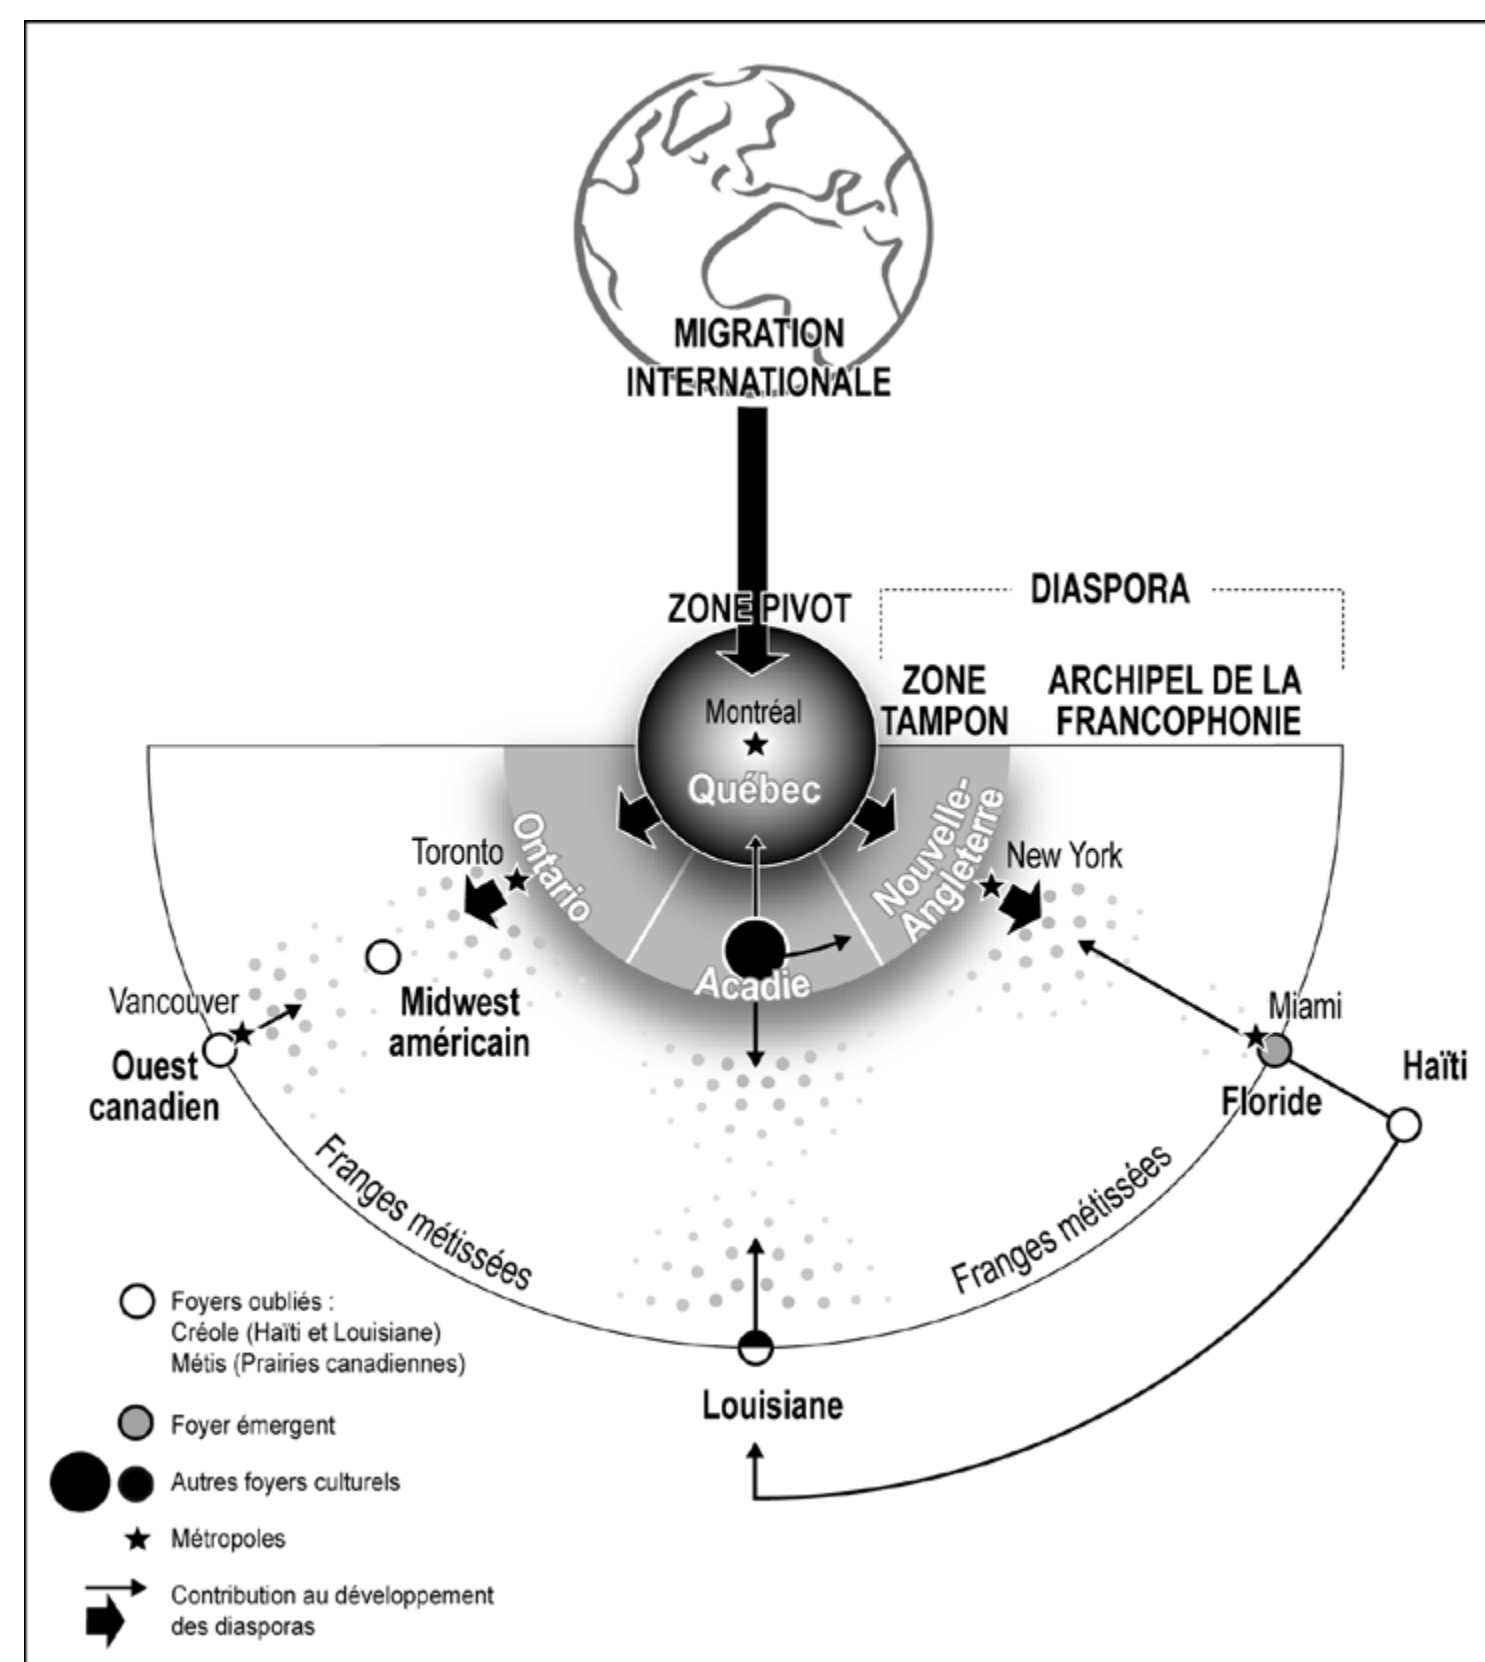 MIGRATION
INTERNATIONALE
DIASPORA
ZONE PIVOT
ZONE
TAMPON
ARCHIPEL DE LA
FRANCOPHONIE
Montréal
Québec
Ontario
Nouvelle-
Angleterre
Acadie
Toronto
New York
Vancouver
Midwest
américain
Ouest
canadien
Miami
Haïti
Floride
Franges métissées
Franges métissées
Louisiane
Foyers oubliés :
Créole (Haïti et Louisiane)
Métis (Prairies canadiennes)
Foyer émergent
Autres foyers culturels
Métropoles
Contribution au développement
des diasporas